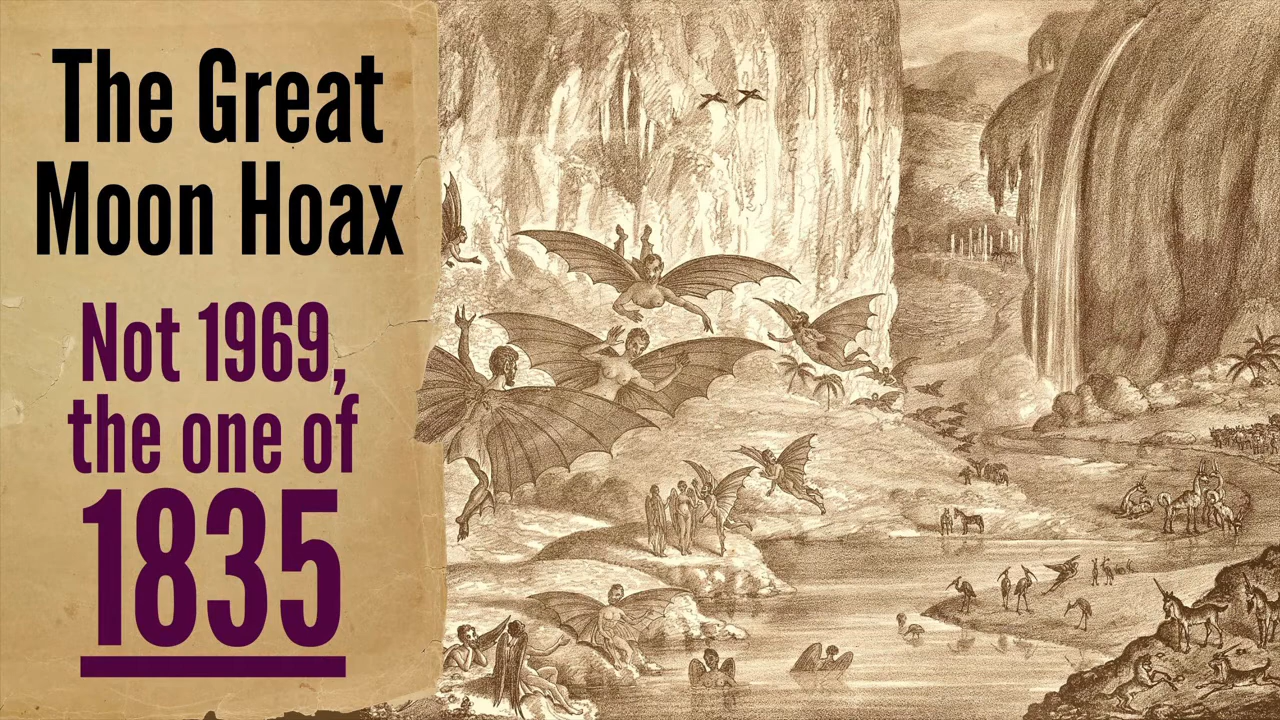 The Great
Moon Hoax
Not 1969,
the one of
1835